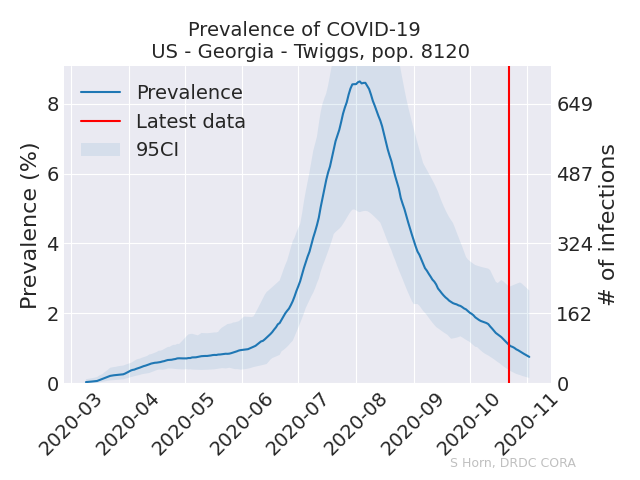 Prevalence of COVID-19
US - Georgia - Twiggs, pop. 8120
Prevalence
Latest data
95CI
Prevalence (%)
8
6
4
2
0
# of infections
649
487
324
162
0
2020-03
2020-04
2020-05
2020-06
2020-07
2020-08
2020-09
2020-10
2020-11
S Horn, DRDC CORA